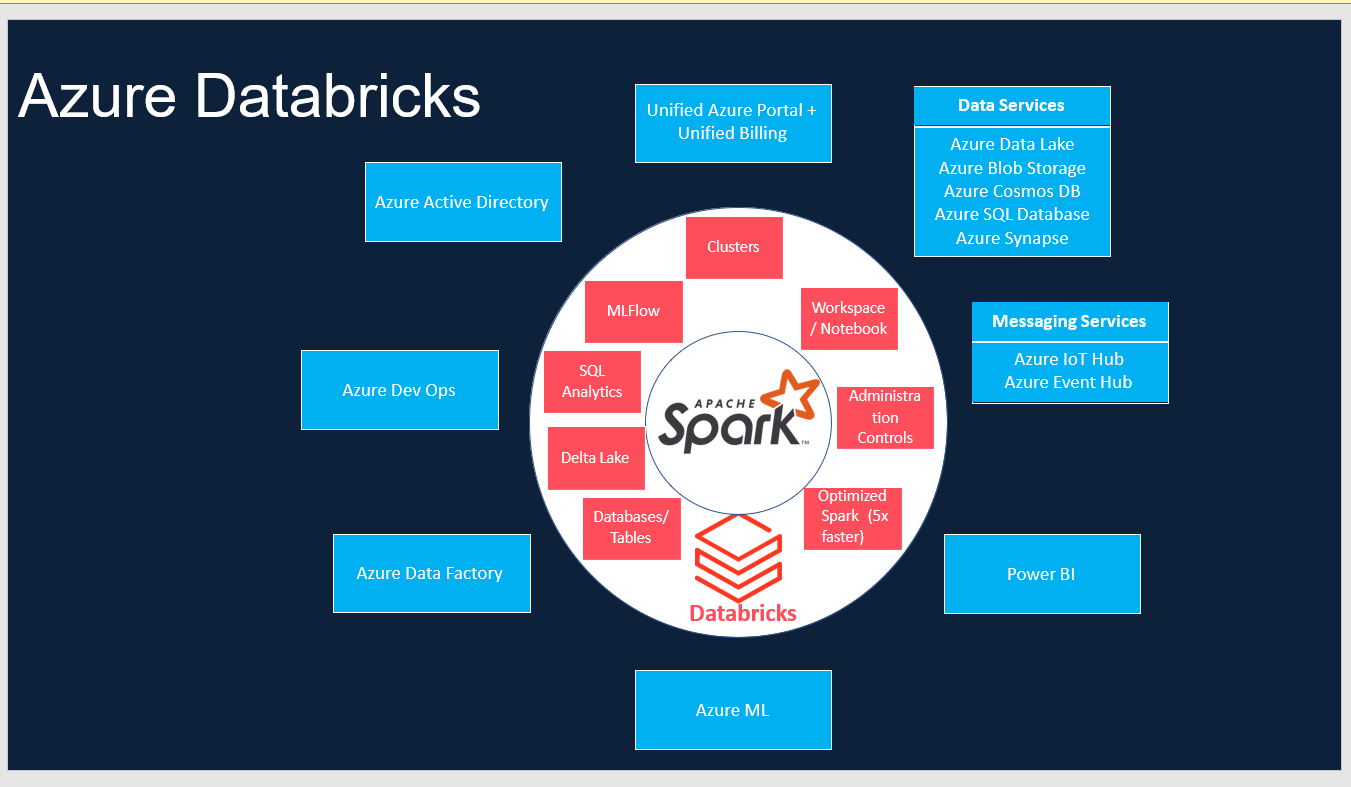 Azure Databricks
Unified Azure Portal +
Unified Billing
Data Services
Azure Data Lake
Azure Blob Storage
Azure Cosmos DB
Azure SQL Database
Azure Synapse
Azure Active Directory
Clusters
MLFlow
Workspace
/ Notebook
Messaging Services
Azure IoT Hub
Azure Event Hub
SQL
Analytics
Azure Dev Ops
APACHE
Spark™
Administra
tion
Controls
Delta Lake
Databases/
Tables
Optimized
Spark (5x
faster)
Databricks
Azure Data Factory
Power BI
Azure ML